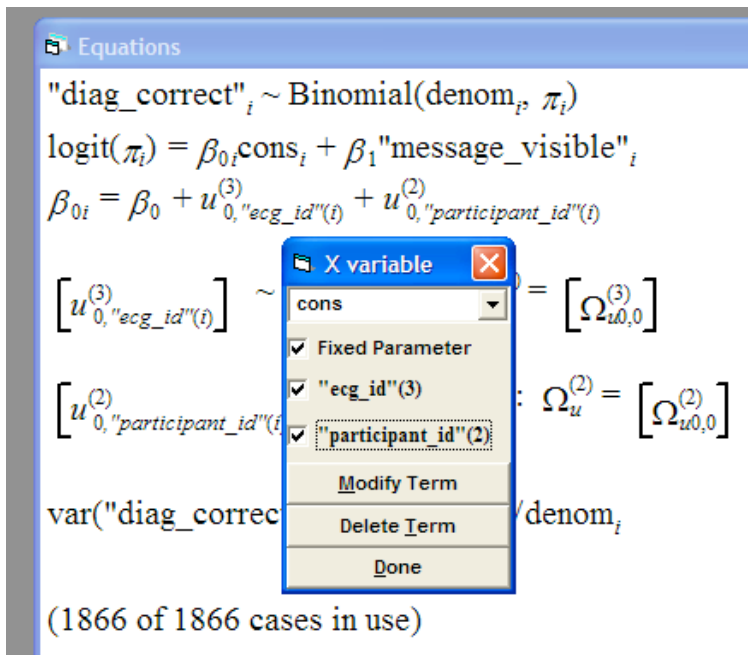 Equations
"diag_correct"ᵢ ~ Binomial(denomᵢ, πᵢ)
logit(πᵢ) = β₀ᵢconsᵢ + β₁"message_visible"ᵢ
β₀ᵢ = β₀ + u⁽³⁾₀,"ecg_id"(i) + u⁽²⁾₀,"participant_id"(i)
X variable
[u⁽³⁾₀,"ecg_id"(i)] ~ ) = [Ω⁽³⁾u0,0]
cons
Fixed Parameter
"ecg_id"(3)
[u⁽²⁾₀,"participant_id"(i : Ω⁽²⁾u = [Ω⁽²⁾u0,0]
"participant_id"(2)
Modify Term
var("diag_correc /denomᵢ
Delete Term
Done
(1866 of 1866 cases in use)